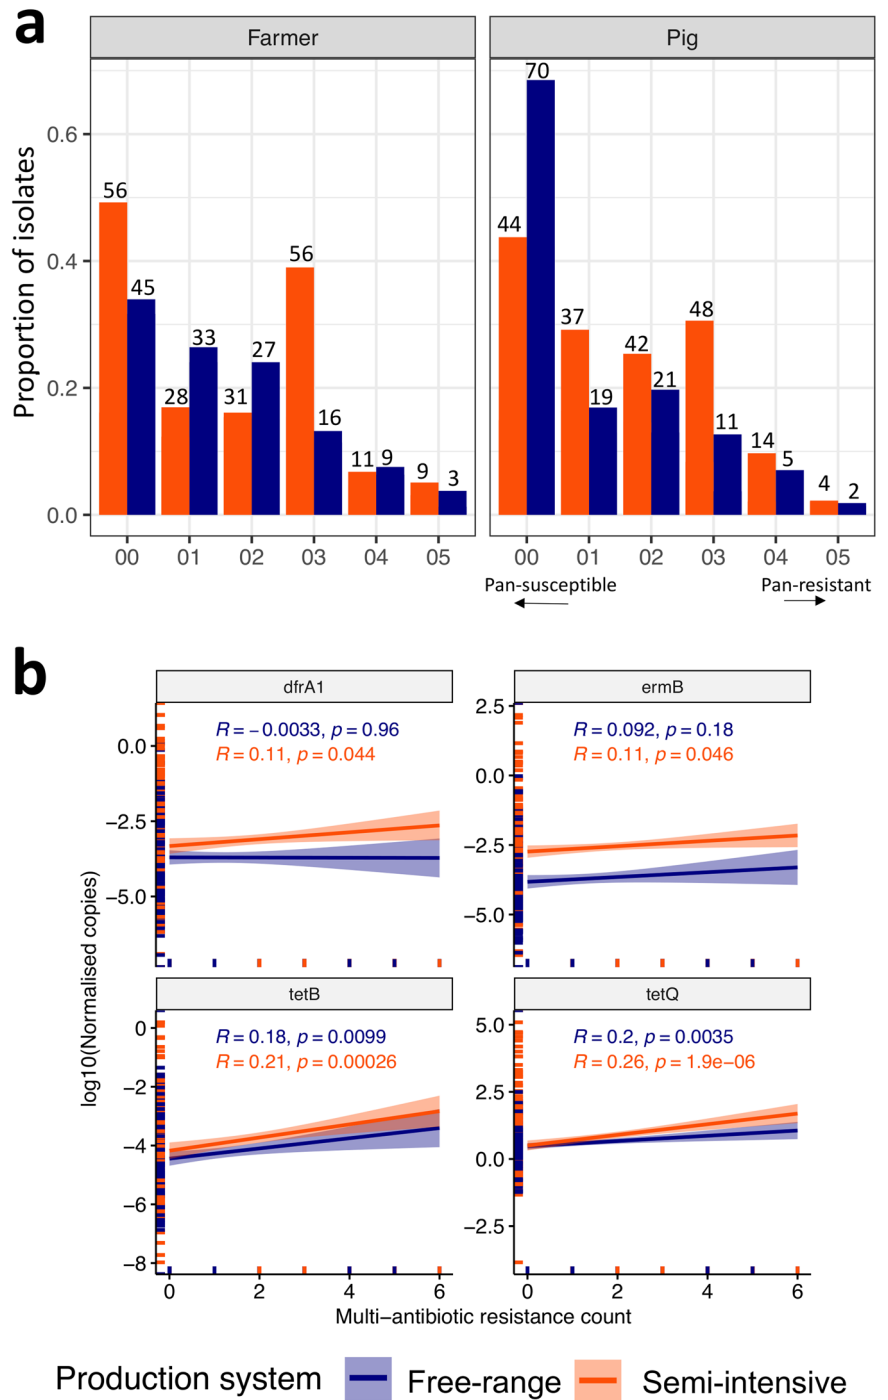 a
Farmer Pig
Proportion of isolates
0.6
0.4
0.2
0.0
56 45 28 33 31 27 56 16 11 9 9 3
44 70 37 19 42 21 48 11 14 5 4 2
00 01 02 03 04 05 00 01 02 03 04 05
Pan-susceptible Pan-resistant
b
log10(Normalised copies)
dfrA1
R = −0.0033, p = 0.96
R = 0.11, p = 0.044
0.0
−2.5
−5.0
ermB
R = 0.092, p = 0.18
R = 0.11, p = 0.046
2.5
0.0
−2.5
−5.0
tetB
R = 0.18, p = 0.0099
R = 0.21, p = 0.00026
0
−2
−4
−6
−8
0 2 4 6
tetQ
R = 0.2, p = 0.0035
R = 0.26, p = 1.9e−06
5.0
2.5
0.0
−2.5
0 2 4 6
Multi−antibiotic resistance count
Production system Free-range Semi-intensive